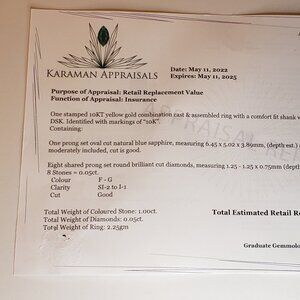 KARAMAN APPRAISALS
Date: May 11, 2022
Expires: May 11, 2025
Purpose of Appraisal: Retail Replacement Value
Function of Appraisal: Insurance
One stamped 10KT yellow gold combination cast & assembled ring with a comfort fit shank
DSK. Identified with markings of "10K".
Containing:
One prong set oval cut natural blue sapphire, measuring 6.45 x 5.02 x 3.89mm, (depth est.)
moderately included, cut is good.
Eight shared prong set round brilliant cut diamonds, measuring 1.25 - 1.25 x 0.75mm (depth
8 Stones = 0.05ct.
Colour F - G
Clarity SI-2 to I-1
Cut Good
Total Weight of Coloured Stone: 1.00ct.
Total Weight of Diamonds: 0.05ct.
Total Weight of Ring: 2.25gm
Total Estimated Retail
Graduate Gemmolo